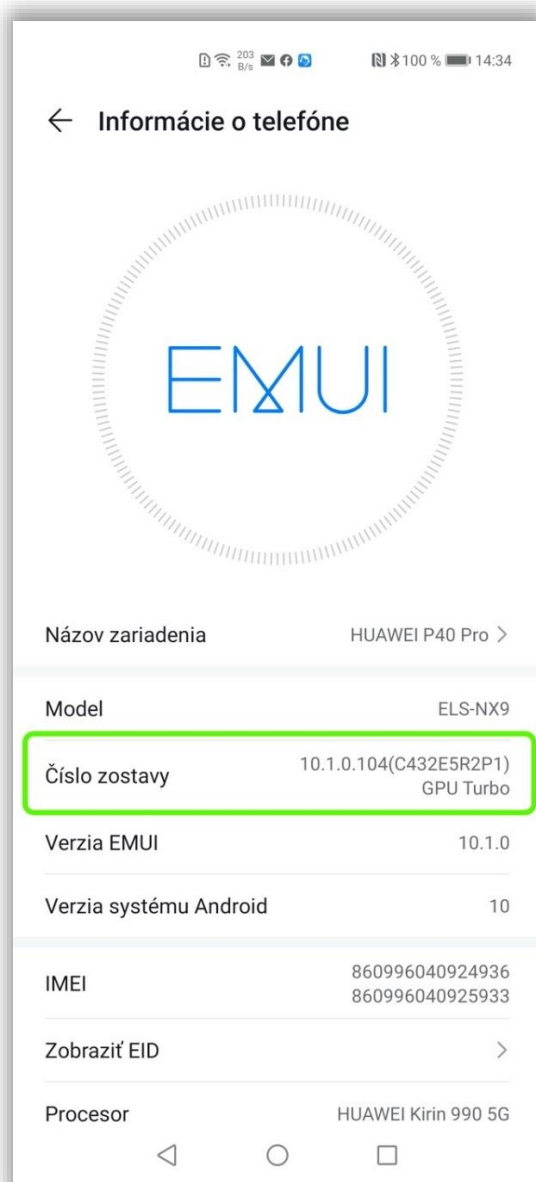 203 B/s 100 % 14:34
Informácie o telefóne
EMUI
Názov zariadenia HUAWEI P40 Pro
Model ELS-NX9
Číslo zostavy 10.1.0.104(C432E5R2P1)
GPU Turbo
Verzia EMUI 10.1.0
Verzia systému Android 10
IMEI 860996040924936
860996040925933
Zobraziť EID
Procesor HUAWEI Kirin 990 5G